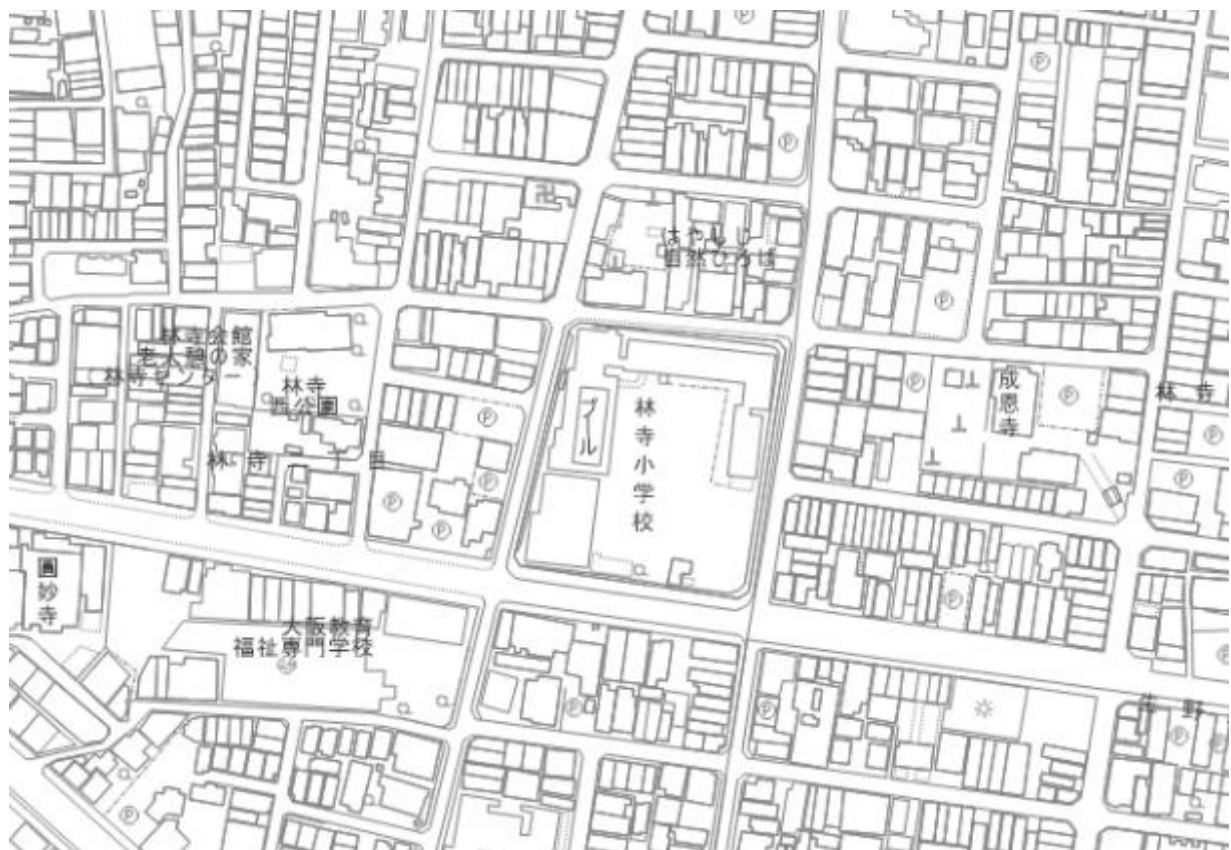 はやしじ
自然ひろば
林寺会館
老人憩の家
林寺センター
林寺
西公園
プール
林寺小学校
成恩寺
林寺
林寺二丁目
圓妙寺
大阪教育
福祉専門学校
生野